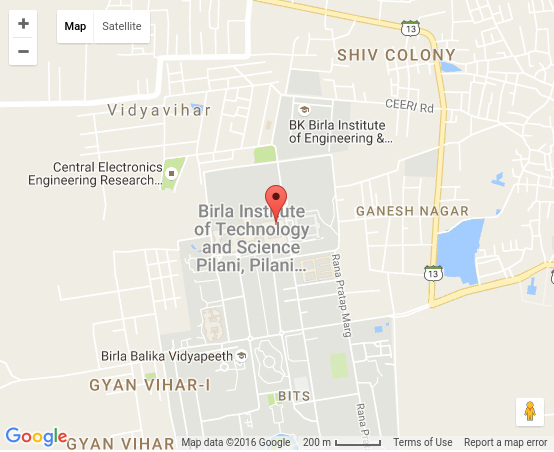 +
−
Map
Satellite
13
SHIV COLONY
CEERI Rd
Vidyavihar
BK Birla Institute
of Engineering &...
Central Electronics
Engineering Research...
Birla Institute
of Technology
and Science
Pilani, Pilani...
GANESH NAGAR
Rana Pratap Marg
13
Birla Balika Vidyapeeth
GYAN VIHAR-I
BITS
Rana Prat
GYAN VIHAR
Google
Map data ©2016 Google
200 m
Terms of Use
Report a map error